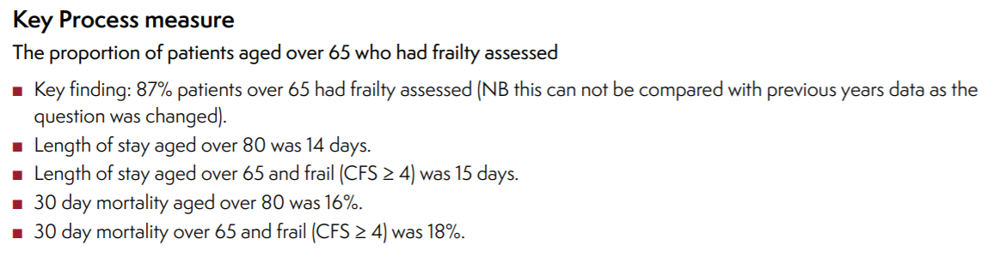 Key Process measure
The proportion of patients aged over 65 who had frailty assessed
■ Key finding: 87% patients over 65 had frailty assessed (NB this can not be compared with previous years data as the
question was changed).
■ Length of stay aged over 80 was 14 days.
■ Length of stay aged over 65 and frail (CFS ≥ 4) was 15 days.
■ 30 day mortality aged over 80 was 16%.
■ 30 day mortality over 65 and frail (CFS ≥ 4) was 18%.